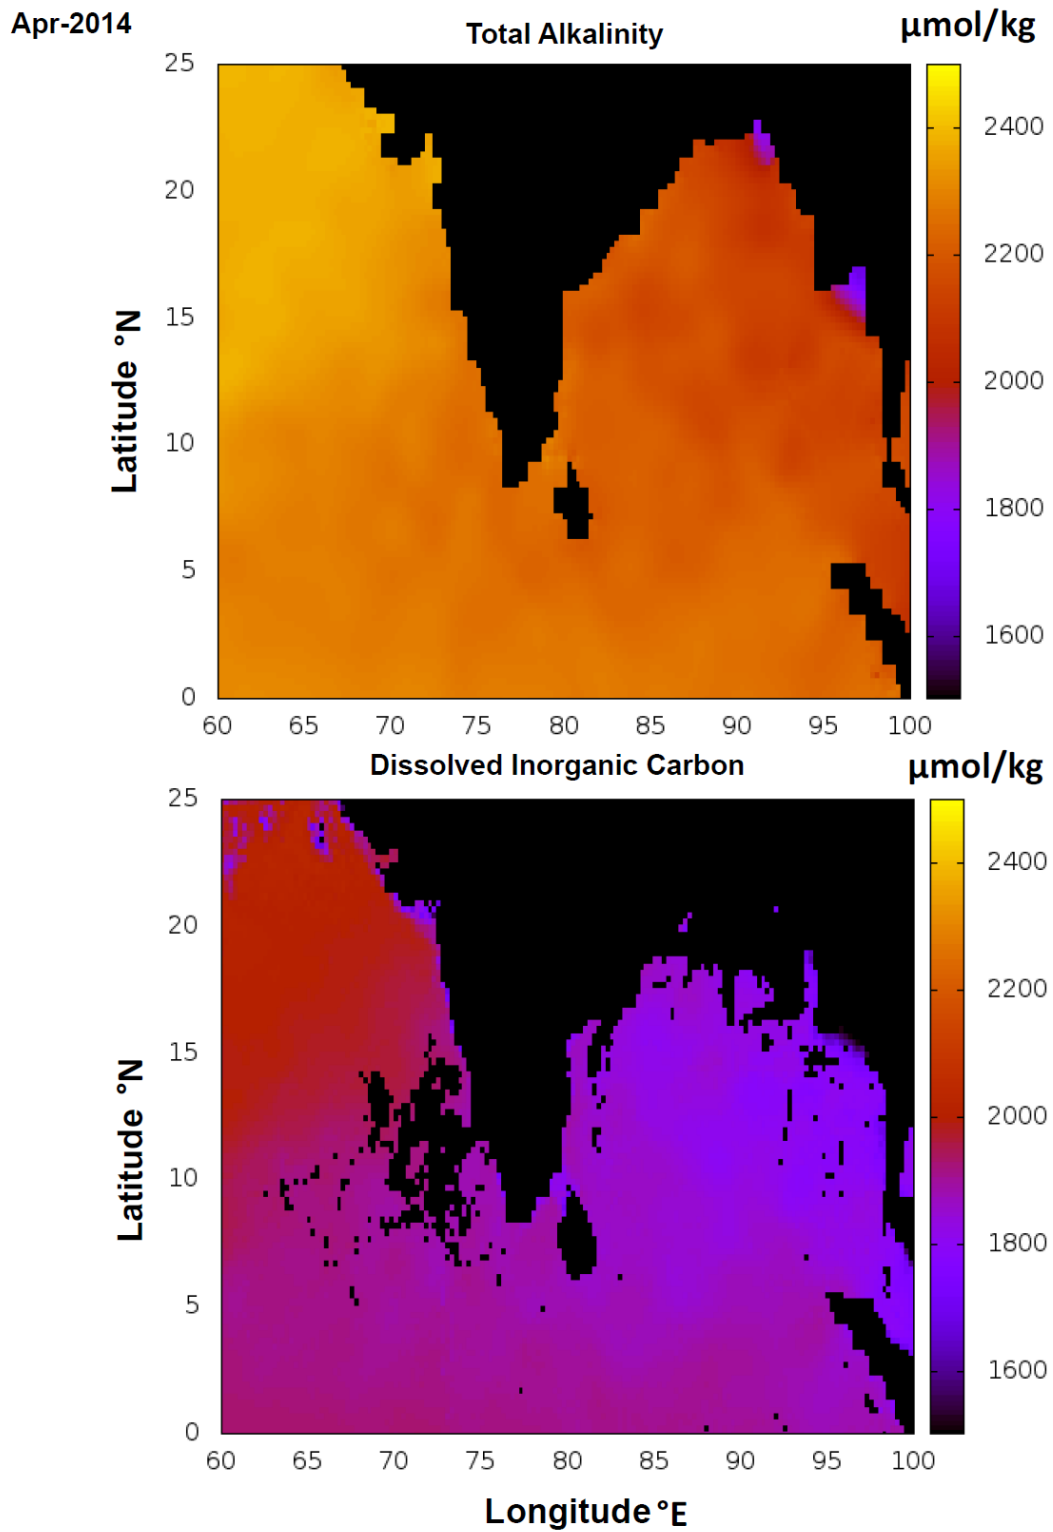 Apr-2014
Total Alkalinity
µmol/kg
25
20
15
10
5
0
Latitude °N
60 65 70 75 80 85 90 95 100
2400
2200
2000
1800
1600
Dissolved Inorganic Carbon
µmol/kg
25
20
15
10
5
0
Latitude °N
60 65 70 75 80 85 90 95 100
2400
2200
2000
1800
1600
Longitude °E